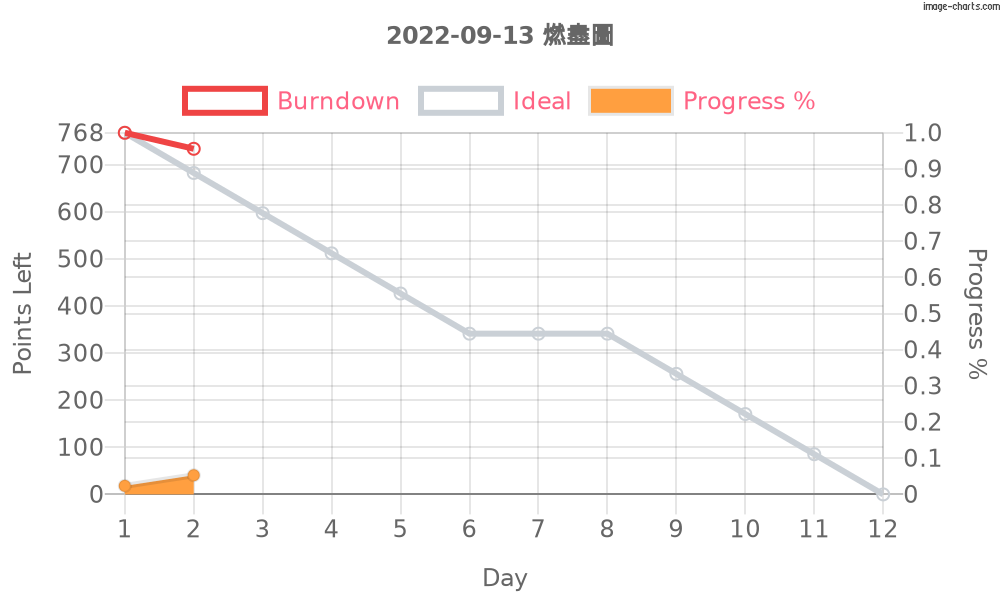 image-charts.com
2022-09-13 燃盡圖
Burndown Ideal Progress %
768 1.0
700 0.9
600 0.8
500 0.7
400 0.6
300 0.5
200 0.4
100 0.3
0 0.2
0.1
0
Points Left
Progress %
1 2 3 4 5 6 7 8 9 10 11 12
Day